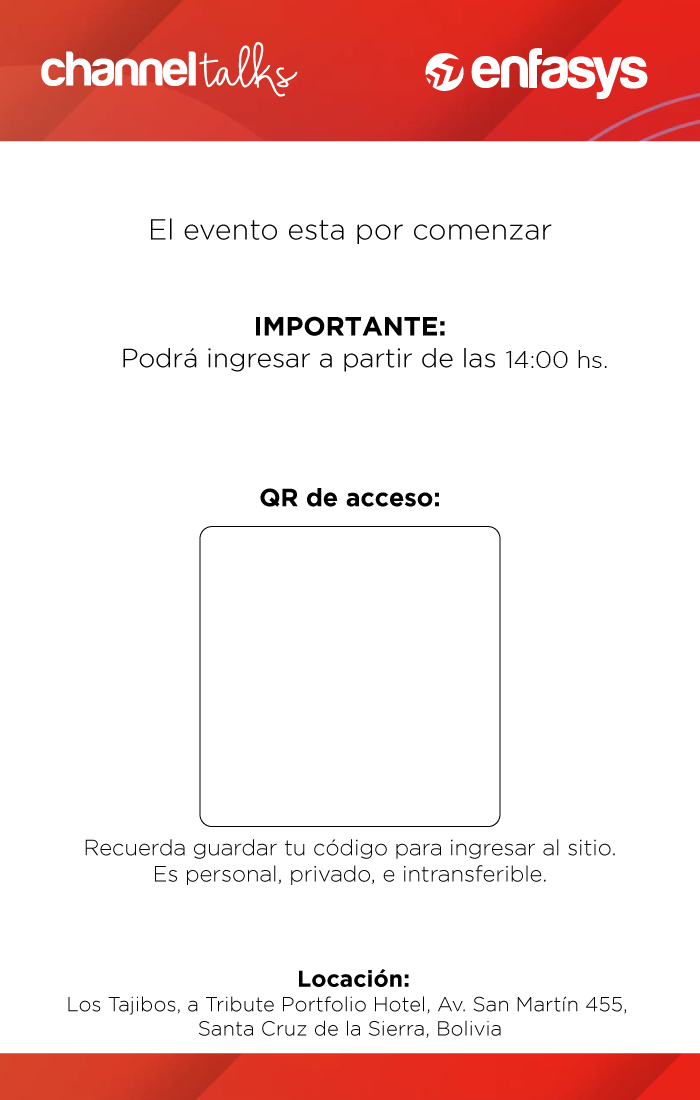 channeltalks
enfasys
El evento esta por comenzar
IMPORTANTE:
Podrá ingresar a partir de las 14:00 hs.
QR de acceso:
Recuerda guardar tu código para ingresar al sitio.
Es personal, privado, e intransferible.
Locación:
Los Tajibos, a Tribute Portfolio Hotel, Av. San Martín 455,
Santa Cruz de la Sierra, Bolivia